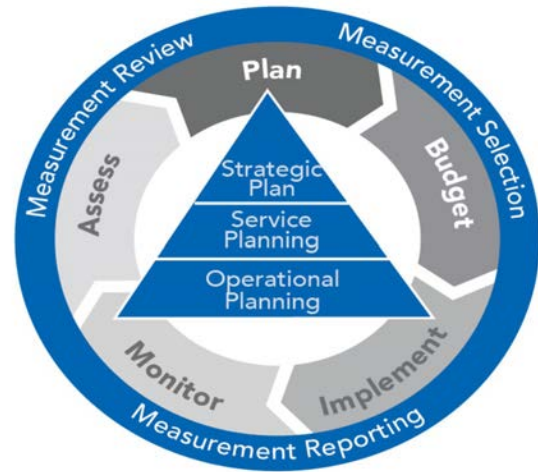 Measurement Review
Measurement Selection
Measurement Reporting
Plan
Budget
Implement
Monitor
Assess
Strategic
Plan
Service
Planning
Operational
Planning